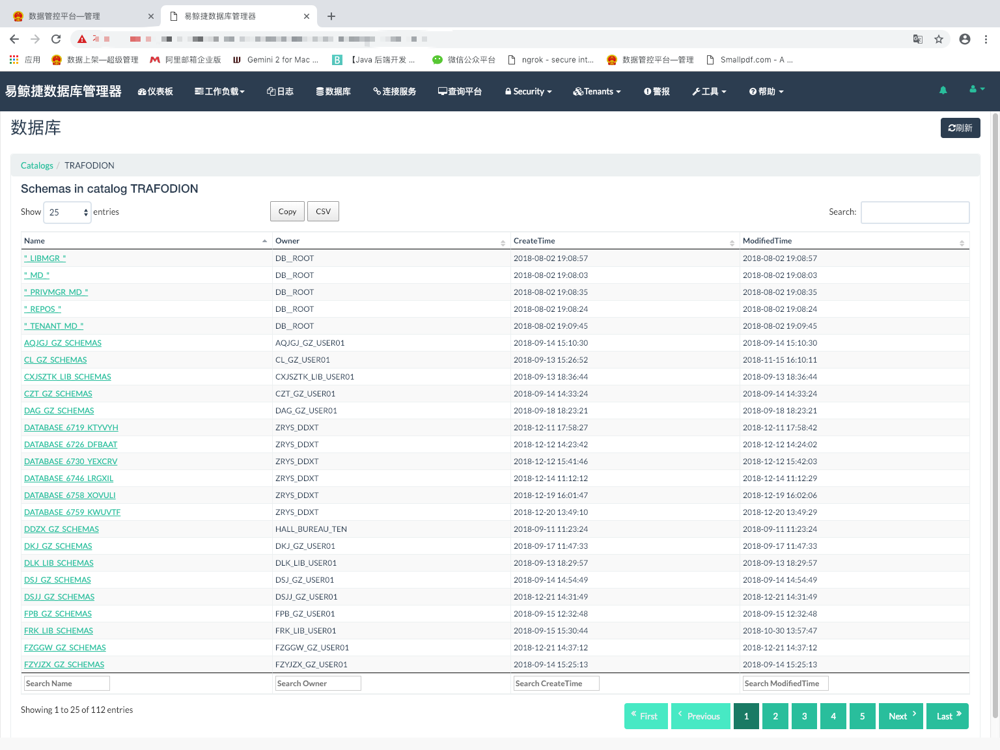 数据管控平台—管理
易鲸捷数据库管理器
应用 数据上架—超级管理 阿里邮箱企业版 Gemini 2 for Mac ... 【Java 后端开发 ... 微信公众平台 ngrok - secure int... 数据管控平台—管理 Smallpdf.com - A ...
易鲸捷数据库管理器 仪表板 工作负载 日志 数据库 连接服务 查询平台 Security Tenants 警报 工具 帮助
数据库 刷新
Catalogs / TRAFODION
Schemas in catalog TRAFODION
Show 25 entries Copy CSV Search:
Name Owner CreateTime ModifiedTime
"_LIBMGR_" DB__ROOT 2018-08-02 19:08:57 2018-08-02 19:08:57
"_MD_" DB__ROOT 2018-08-02 19:08:03 2018-08-02 19:08:03
"_PRIVMGR_MD_" DB__ROOT 2018-08-02 19:08:35 2018-08-02 19:08:35
"_REPOS_" DB__ROOT 2018-08-02 19:08:24 2018-08-02 19:08:24
"_TENANT_MD_" DB__ROOT 2018-08-02 19:09:45 2018-08-02 19:09:45
AQJGJ_GZ_SCHEMAS AQJGJ_GZ_USER01 2018-09-14 15:10:30 2018-09-14 15:10:30
CL_GZ_SCHEMAS CL_GZ_USER01 2018-09-13 15:26:52 2018-11-15 16:10:11
CXJSZTK_LIB_SCHEMAS CXJSZTK_LIB_USER01 2018-09-13 18:36:44 2018-09-13 18:36:44
CZT_GZ_SCHEMAS CZT_GZ_USER01 2018-09-14 14:33:24 2018-09-14 14:33:24
DAG_GZ_SCHEMAS DAG_GZ_USER01 2018-09-18 18:23:21 2018-09-18 18:23:21
DATABASE_6719_KTYVYH ZRYS_DDXT 2018-12-11 17:58:27 2018-12-11 17:58:42
DATABASE_6726_DFBAAT ZRYS_DDXT 2018-12-12 14:23:42 2018-12-12 14:24:02
DATABASE_6730_YEXCRV ZRYS_DDXT 2018-12-12 15:41:46 2018-12-12 15:42:03
DATABASE_6746_LRGXIL ZRYS_DDXT 2018-12-14 11:12:12 2018-12-14 11:12:29
DATABASE_6758_XOVULI ZRYS_DDXT 2018-12-19 16:01:47 2018-12-19 16:02:06
DATABASE_6759_KWUVTF ZRYS_DDXT 2018-12-20 13:49:10 2018-12-20 13:49:29
DDZX_GZ_SCHEMAS HALL_BUREAU_TEN 2018-09-11 11:23:24 2018-09-11 11:23:24
DKJ_GZ_SCHEMAS DKJ_GZ_USER01 2018-09-17 11:47:33 2018-09-17 11:47:33
DLK_LIB_SCHEMAS DLK_LIB_USER01 2018-09-13 18:29:57 2018-09-13 18:29:57
DSJ_GZ_SCHEMAS DSJ_GZ_USER01 2018-09-14 14:54:49 2018-09-14 14:54:49
DSJJ_GZ_SCHEMAS DSJJ_GZ_USER01 2018-12-21 14:31:49 2018-12-21 14:31:49
FPB_GZ_SCHEMAS FPB_GZ_USER01 2018-09-15 12:32:48 2018-09-15 12:32:48
FRK_LIB_SCHEMAS FRK_LIB_USER01 2018-09-15 15:30:44 2018-10-30 13:57:47
FZGGW_GZ_SCHEMAS FZGGW_GZ_USER01 2018-12-21 14:37:12 2018-12-21 14:37:12
FZYJZX_GZ_SCHEMAS FZYJZX_GZ_USER01 2018-09-14 15:25:13 2018-09-14 15:25:13
Search Name Search Owner Search CreateTime Search ModifiedTime
Showing 1 to 25 of 112 entries « First ‹ Previous 1 2 3 4 5 Next › Last »